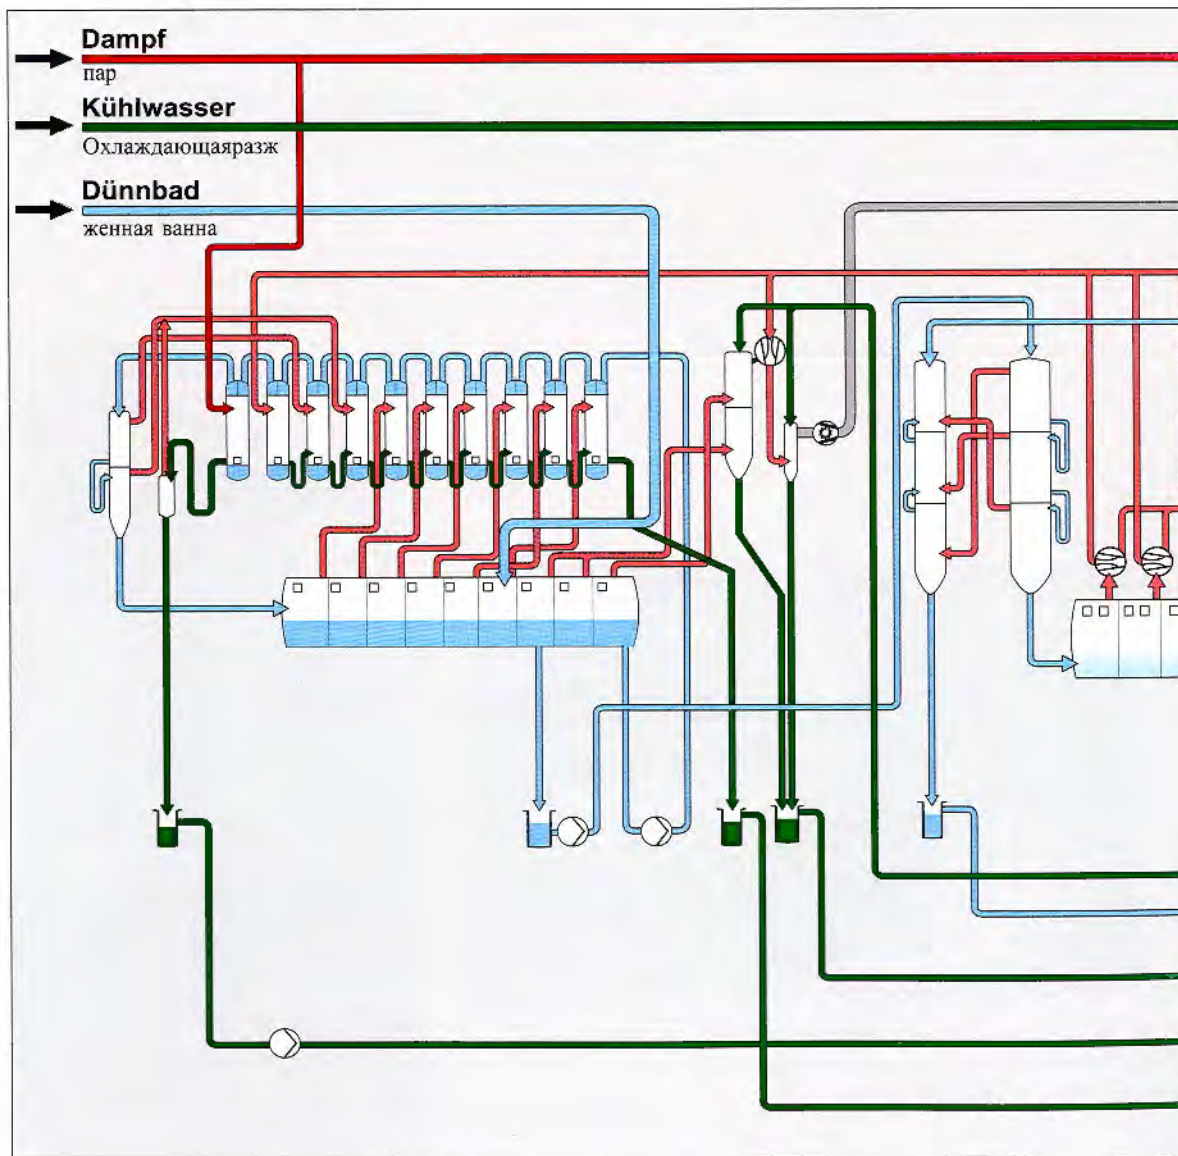 Dampf
пар
Kühlwasser
Охлаждающаяразж
Dünnbad
женная ванна